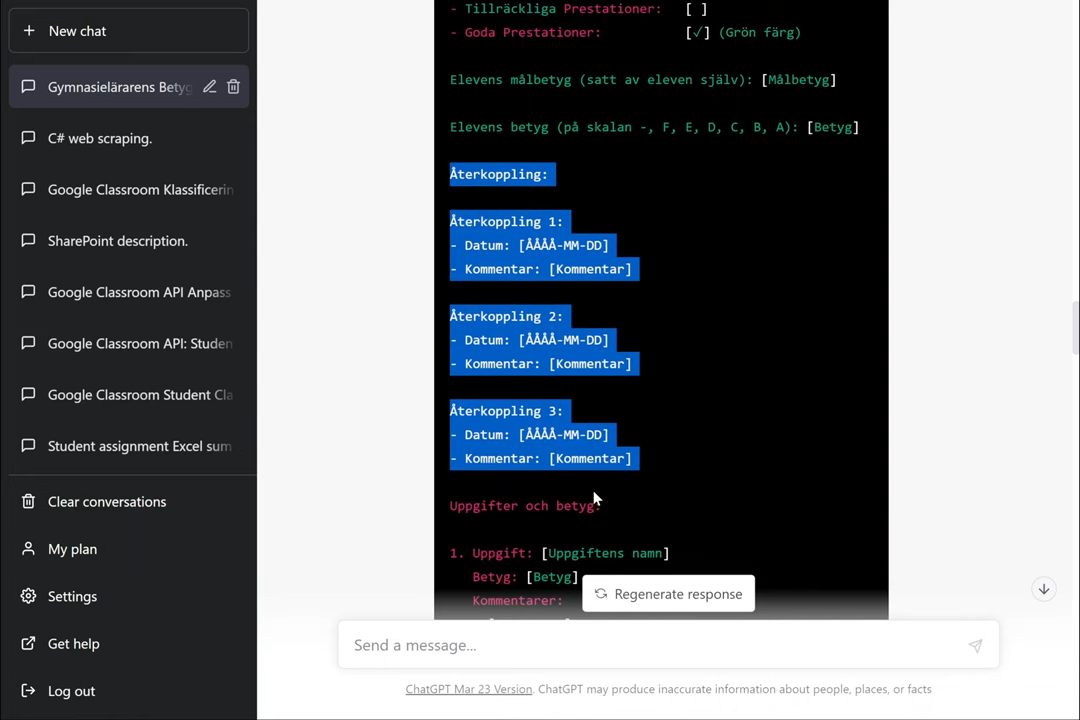 New chat
Gymnasielärarens Betyg
C# web scraping.
Google Classroom Klassificerin
SharePoint description.
Google Classroom API Anpass
Google Classroom API: Studen
Google Classroom Student Cla
Student assignment Excel sum
Clear conversations
My plan
Settings
Get help
Log out
- Tillräckliga Prestationer: [ ]
- Goda Prestationer: [✓] (Grön färg)
Elevens målbetyg (satt av eleven själv): [Målbetyg]
Elevens betyg (på skalan -, F, E, D, C, B, A): [Betyg]
Återkoppling:
Återkoppling 1:
- Datum: [ÅÅÅÅ-MM-DD]
- Kommentar: [Kommentar]
Återkoppling 2:
- Datum: [ÅÅÅÅ-MM-DD]
- Kommentar: [Kommentar]
Återkoppling 3:
- Datum: [ÅÅÅÅ-MM-DD]
- Kommentar: [Kommentar]
Uppgifter och betyg:
1. Uppgift: [Uppgiftens namn]
Betyg: [Betyg]
Kommentarer:
Regenerate response
Send a message...
ChatGPT Mar 23 Version. ChatGPT may produce inaccurate information about people, places, or facts